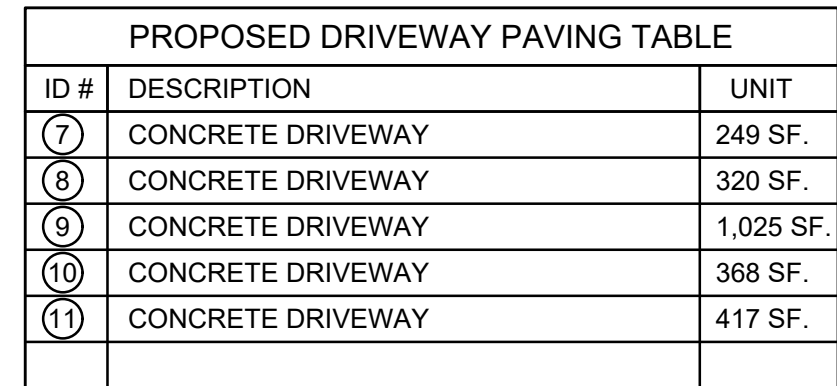 PROPOSED DRIVEWAY PAVING TABLE
ID # DESCRIPTION UNIT
7 CONCRETE DRIVEWAY 249 SF.
8 CONCRETE DRIVEWAY 320 SF.
9 CONCRETE DRIVEWAY 1,025 SF.
10 CONCRETE DRIVEWAY 368 SF.
11 CONCRETE DRIVEWAY 417 SF.